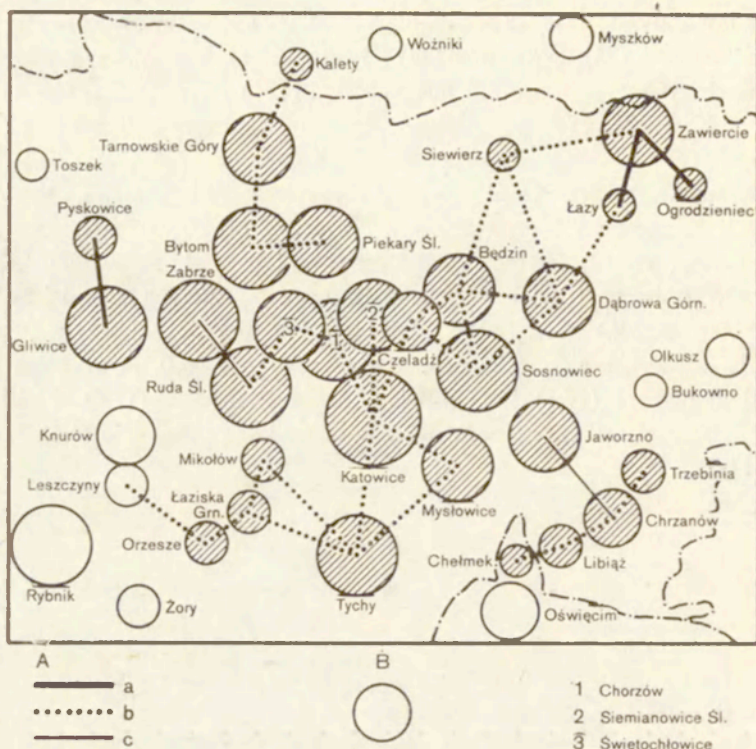 Woźniki
Myszków
Kalety
Tarnowskie Góry
Zawiercie
Siewierz
Toszek
Łazy
Ogrodzieniec
Pyskowice
Bytom
Piekary Śl.
Będzin
Zabrze
Dąbrowa Górn.
2
3
1
Gliwice
Czeladź
Olkusz
Sosnowiec
Ruda Śl.
Bukowno
Knurów
Jaworzno
Mikołów
Katowice
Trzebinia
Leszczyny
Mysłowice
Łaziska
Grn.
Chrzanów
Orzesze
Chełmek
Libiąż
Rybnik
Tychy
Żory
Oświęcim
A
B
a
b
c
1 Chorzów
2 Siemianowice Śl.
3 Świetochłowice